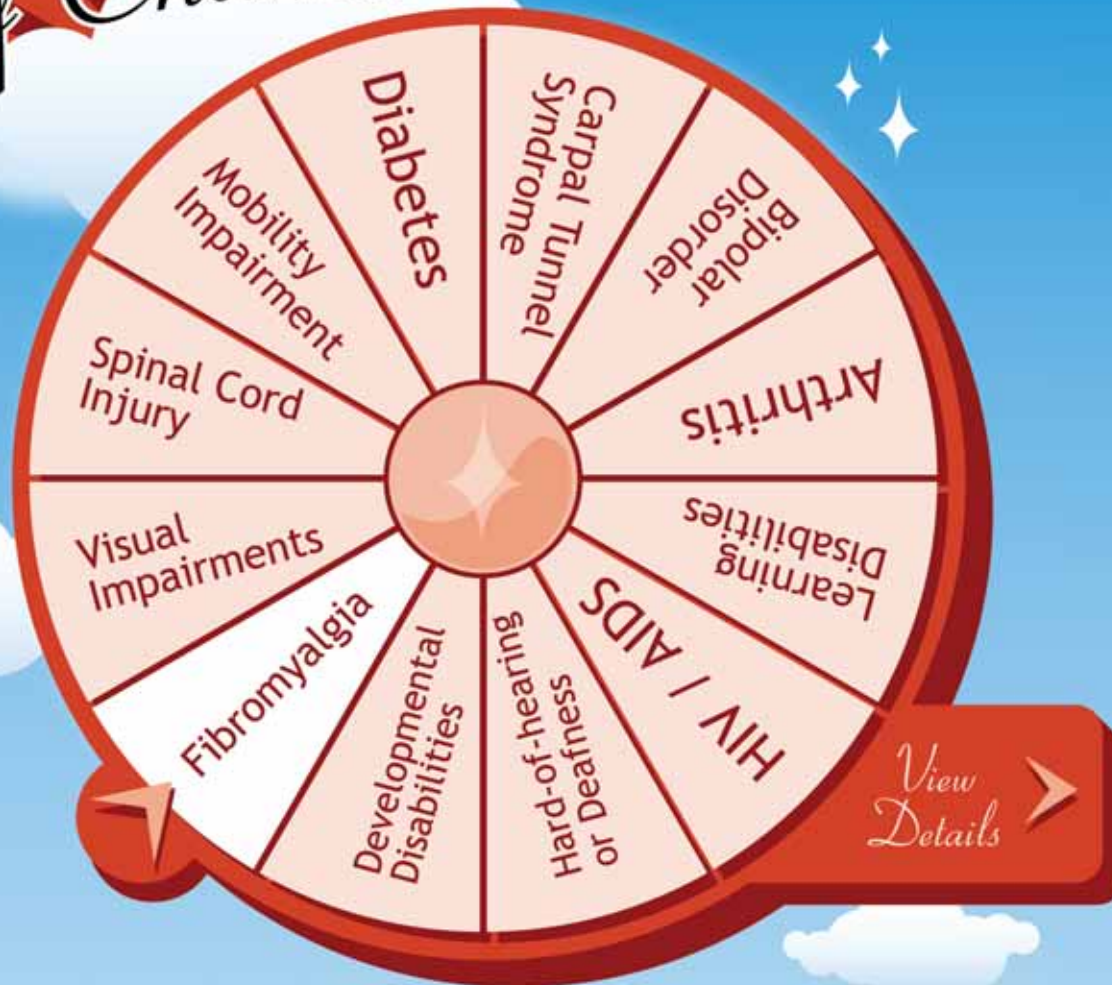 Diabetes
Carpal Tunnel
Syndrome
Bipolar
Disorder
Arthritis
Learning
Disabilities
HIV / AIDS
Hard-of-hearing
or Deafness
Developmental
Disabilities
Fibromyalgia
Visual
Impairments
Spinal Cord
Injury
Mobility
Impairment
View
Details